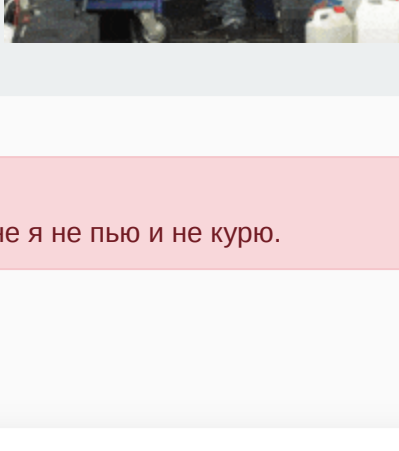 не я не пью и не курю.